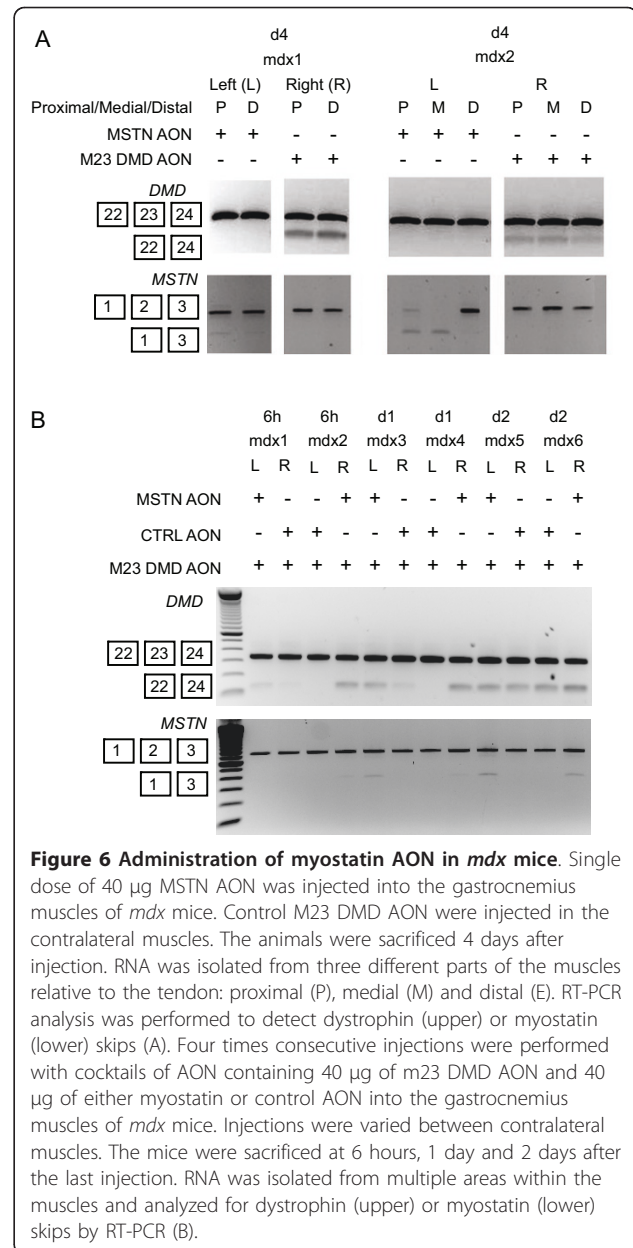 A
d4
mdx1
d4
mdx2
Left (L) Right (R) L R
Proximal/Medial/Distal P D P D P M D P M D
MSTN AON + + - - + + + - - -
M23 DMD AON - - + + - - - + + +
DMD
22 23 24
22 24
MSTN
1 2 3
1 3
B
6h 6h d1 d1 d2 d2
mdx1 mdx2 mdx3 mdx4 mdx5 mdx6
L R L R L R L R L R L R
MSTN AON + - - + + - - + + - - +
CTRL AON - + + - - + + - - + + -
M23 DMD AON + + + + + + + + + + + +
DMD
22 23 24
22 24
MSTN
1 2 3
1 3
Figure 6 Administration of myostatin AON in mdx mice. Single
dose of 40 μg MSTN AON was injected into the gastrocnemius
muscles of mdx mice. Control M23 DMD AON were injected in the
contralateral muscles. The animals were sacrificed 4 days after
injection. RNA was isolated from three different parts of the muscles
relative to the tendon: proximal (P), medial (M) and distal (E). RT-PCR
analysis was performed to detect dystrophin (upper) or myostatin
(lower) skips (A). Four times consecutive injections were performed
with cocktails of AON containing 40 μg of m23 DMD AON and 40
μg of either myostatin or control AON into the gastrocnemius
muscles of mdx mice. Injections were varied between contralateral
muscles. The mice were sacrificed at 6 hours, 1 day and 2 days after
the last injection. RNA was isolated from multiple areas within the
muscles and analyzed for dystrophin (upper) or myostatin (lower)
skips by RT-PCR (B).